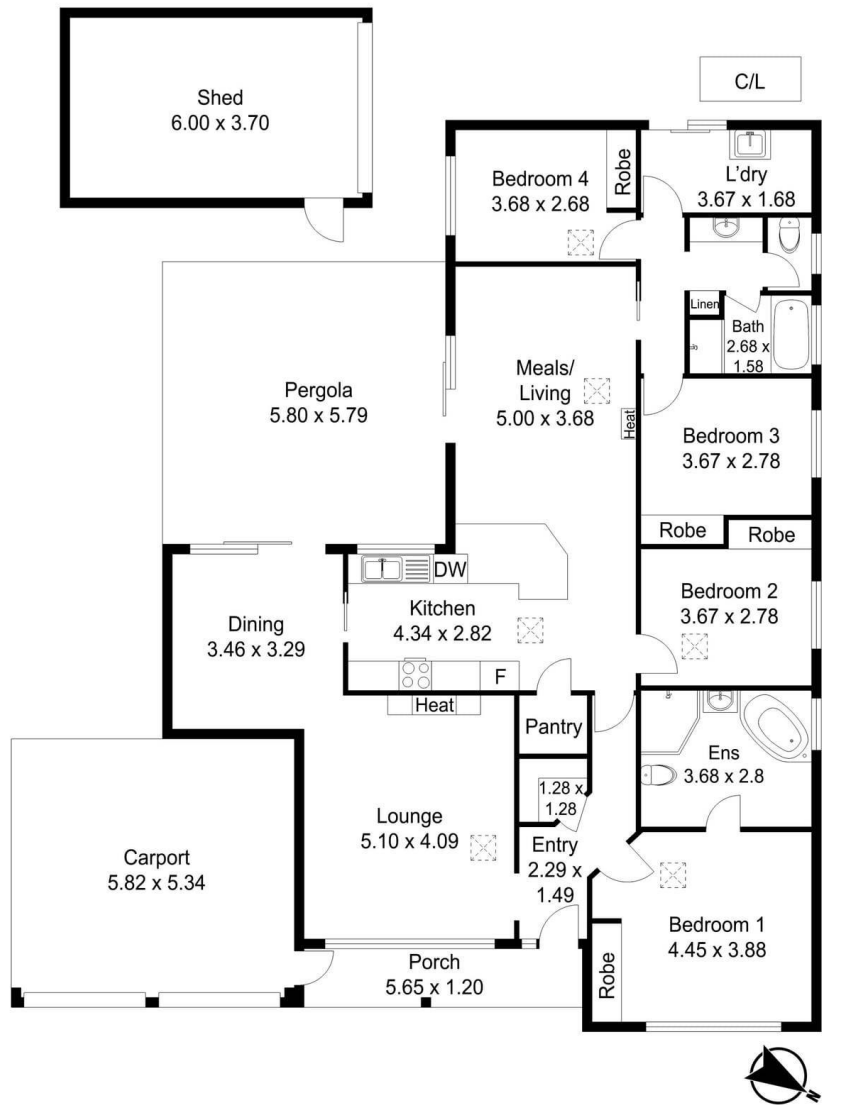 Shed
6.00 x 3.70
C/L
Bedroom 4
3.68 x 2.68
Robe
L'dry
3.67 x 1.68
Linen
Bath
2.68 x
1.58
Pergola
5.80 x 5.79
Meals/
Living
5.00 x 3.68
Heat
Bedroom 3
3.67 x 2.78
Robe
Robe
DW
Kitchen
4.34 x 2.82
F
Dining
3.46 x 3.29
Bedroom 2
3.67 x 2.78
Heat
Pantry
Ens
3.68 x 2.8
1.28 x
1.28
Lounge
5.10 x 4.09
Entry
2.29 x
1.49
Carport
5.82 x 5.34
Bedroom 1
4.45 x 3.88
Robe
Porch
5.65 x 1.20
N